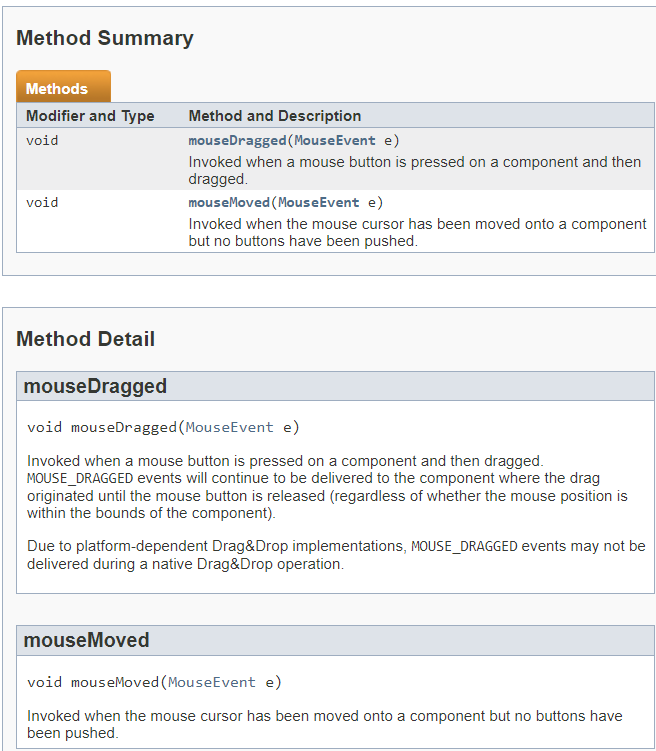 Method Summary
Methods
Modifier and Type Method and Description
void mouseDragged(MouseEvent e)
Invoked when a mouse button is pressed on a component and then
dragged.
void mouseMoved(MouseEvent e)
Invoked when the mouse cursor has been moved onto a component
but no buttons have been pushed.
Method Detail
mouseDragged
void mouseDragged(MouseEvent e)
Invoked when a mouse button is pressed on a component and then dragged.
MOUSE_DRAGGED events will continue to be delivered to the component where the drag
originated until the mouse button is released (regardless of whether the mouse position is
within the bounds of the component).
Due to platform-dependent Drag&Drop implementations, MOUSE_DRAGGED events may not be
delivered during a native Drag&Drop operation.
mouseMoved
void mouseMoved(MouseEvent e)
Invoked when the mouse cursor has been moved onto a component but no buttons have
been pushed.